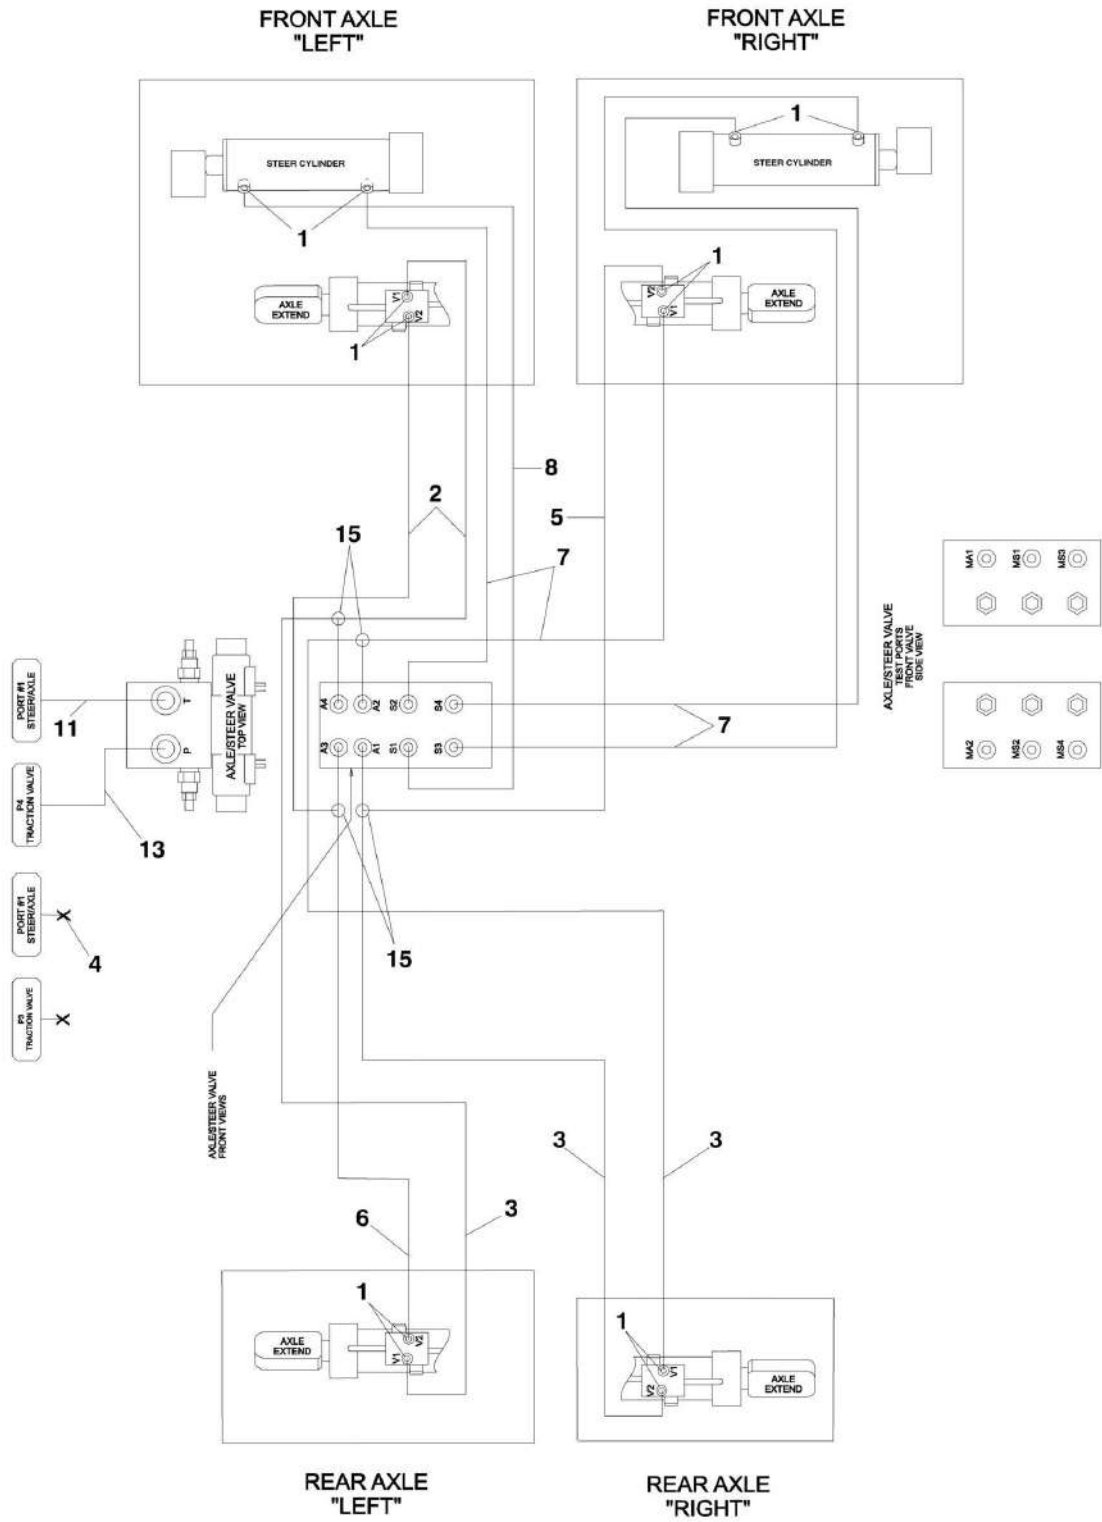 FRONT AXLE
"LEFT"
FRONT AXLE
"RIGHT"
STEER CYLINDER
1
1
STEER CYLINDER
AXLE
EXTEND
V1
V2
1
V2
V1
1
AXLE
EXTEND
8
2
5
15
7
AXLE/STEER VALVE
TEST PORTS
FRONT VALVE
SIDE VIEW
MA1
MS1
MS3
MA2
MS2
MS4
PORT #1
STEER/AXLE
11
T
P
AXLE/STEER VALVE
TOP VIEW
A4
A2
S2
S4
A3
A1
S1
S3
7
P4
TRACTION VALVE
13
PORT #1
STEER/AXLE
X
4
15
P3
TRACTION VALVE
X
AXLE/STEER VALVE
FRONT VIEWS
3
3
3
6
1
AXLE
EXTEND
V2
V1
1
V1
V2
AXLE
EXTEND
REAR AXLE
"LEFT"
REAR AXLE
"RIGHT"